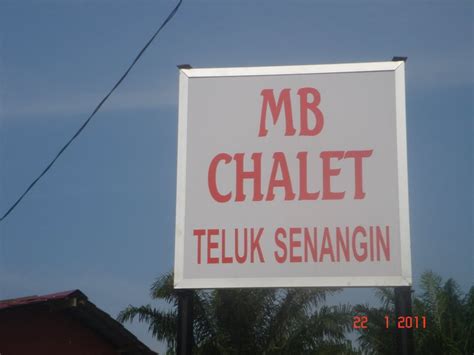 MB
CHALET
TELUK SENANGIN
22 1 2011